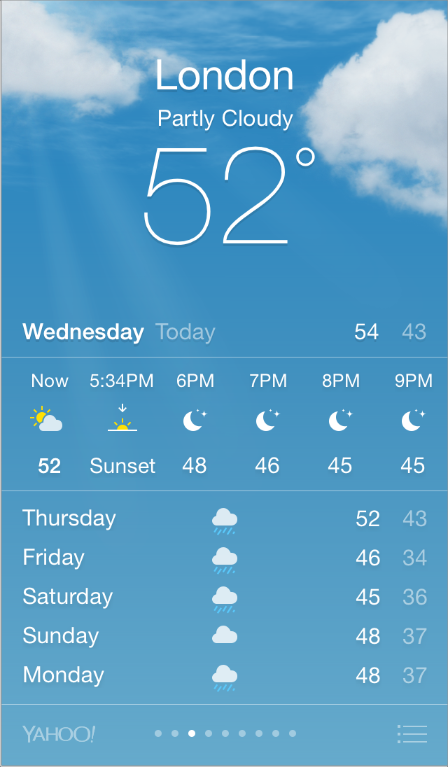 London
Partly Cloudy
52°
Wednesday Today 54 43
Now 5:34PM 6PM 7PM 8PM 9PM
52 Sunset 48 46 45 45
Thursday 52 43
Friday 46 34
Saturday 45 36
Sunday 48 37
Monday 48 37
YAHOO!